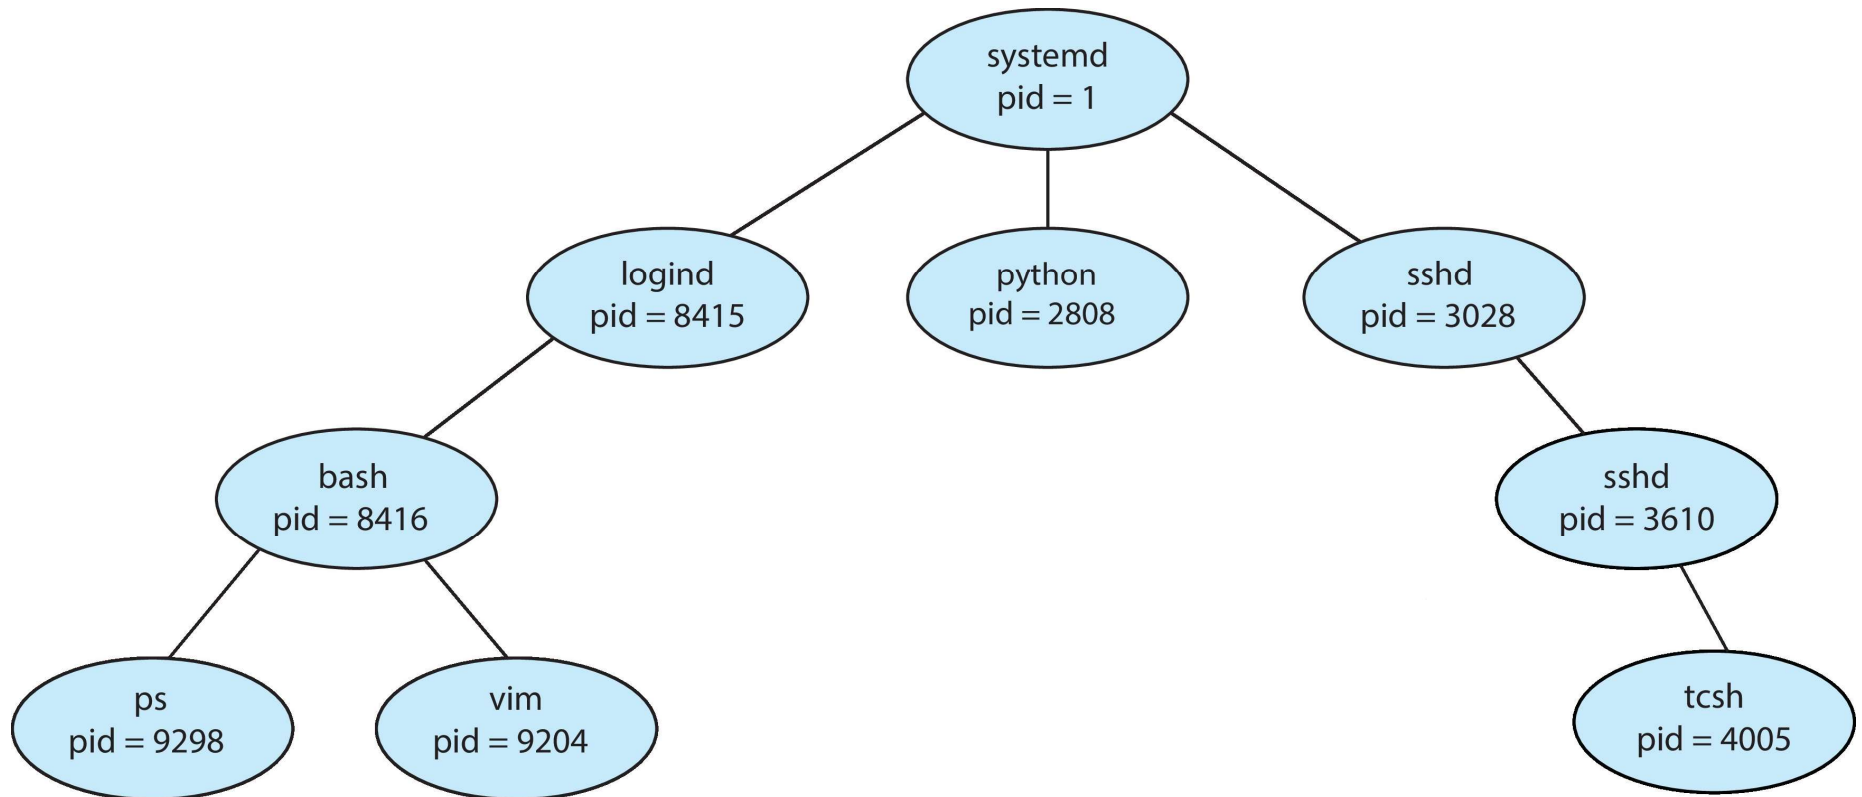 systemd
pid = 1
logind
pid = 8415
python
pid = 2808
sshd
pid = 3028
bash
pid = 8416
sshd
pid = 3610
ps
pid = 9298
vim
pid = 9204
tcsh
pid = 4005